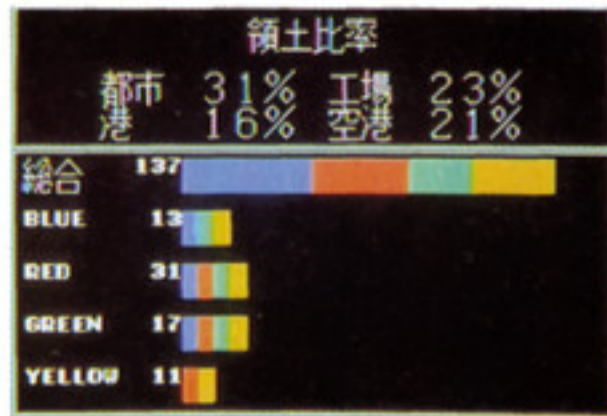 領土比率
都市 31% 工場 23%
港 16% 空港 21%
総合 137
BLUE 13
RED 31
GREEN 17
YELLOW 11